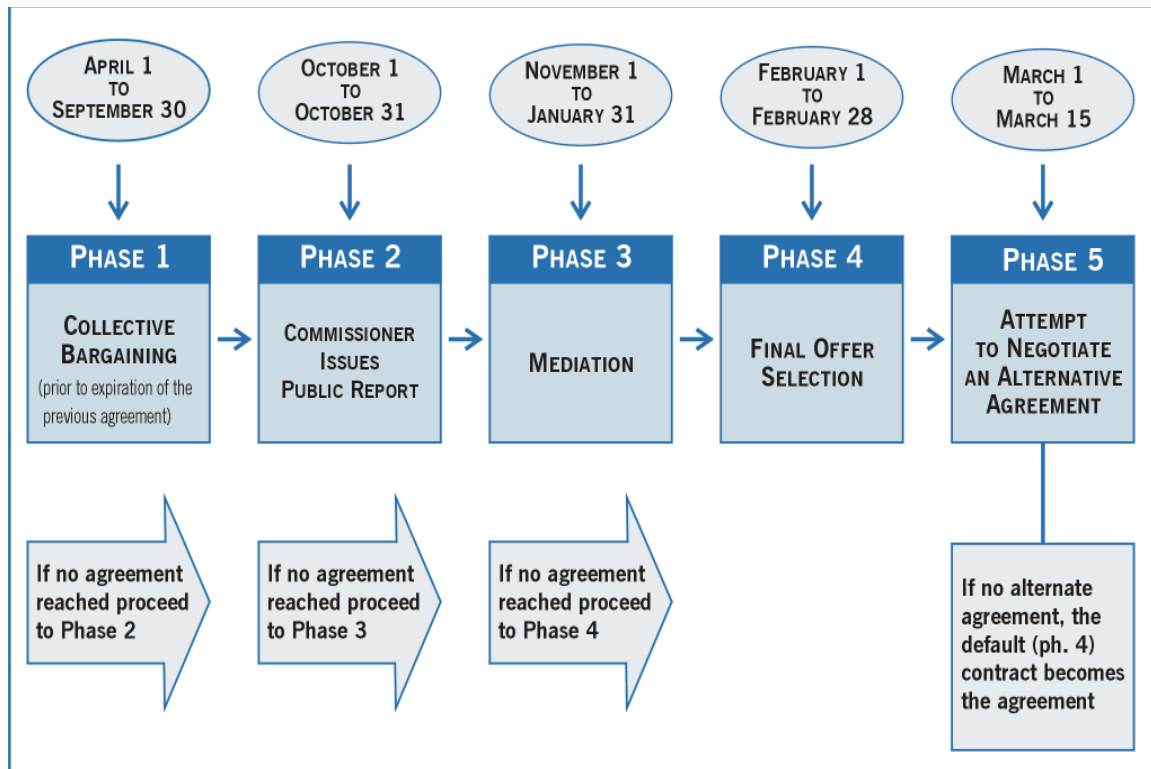 APRIL 1
TO
SEPTEMBER 30
OCTOBER 1
TO
OCTOBER 31
NOVEMBER 1
TO
JANUARY 31
FEBRUARY 1
TO
FEBRUARY 28
MARCH 1
TO
MARCH 15
PHASE 1
COLLECTIVE
BARGAINING
(prior to expiration of the
previous agreement)
PHASE 2
COMMISSIONER
ISSUES
PUBLIC REPORT
PHASE 3
MEDIATION
PHASE 4
FINAL OFFER
SELECTION
PHASE 5
ATTEMPT
TO NEGOTIATE
AN ALTERNATIVE
AGREEMENT
If no agreement
reached proceed
to Phase 2
If no agreement
reached proceed
to Phase 3
If no agreement
reached proceed
to Phase 4
If no alternate
agreement, the
default (ph. 4)
contract becomes
the agreement